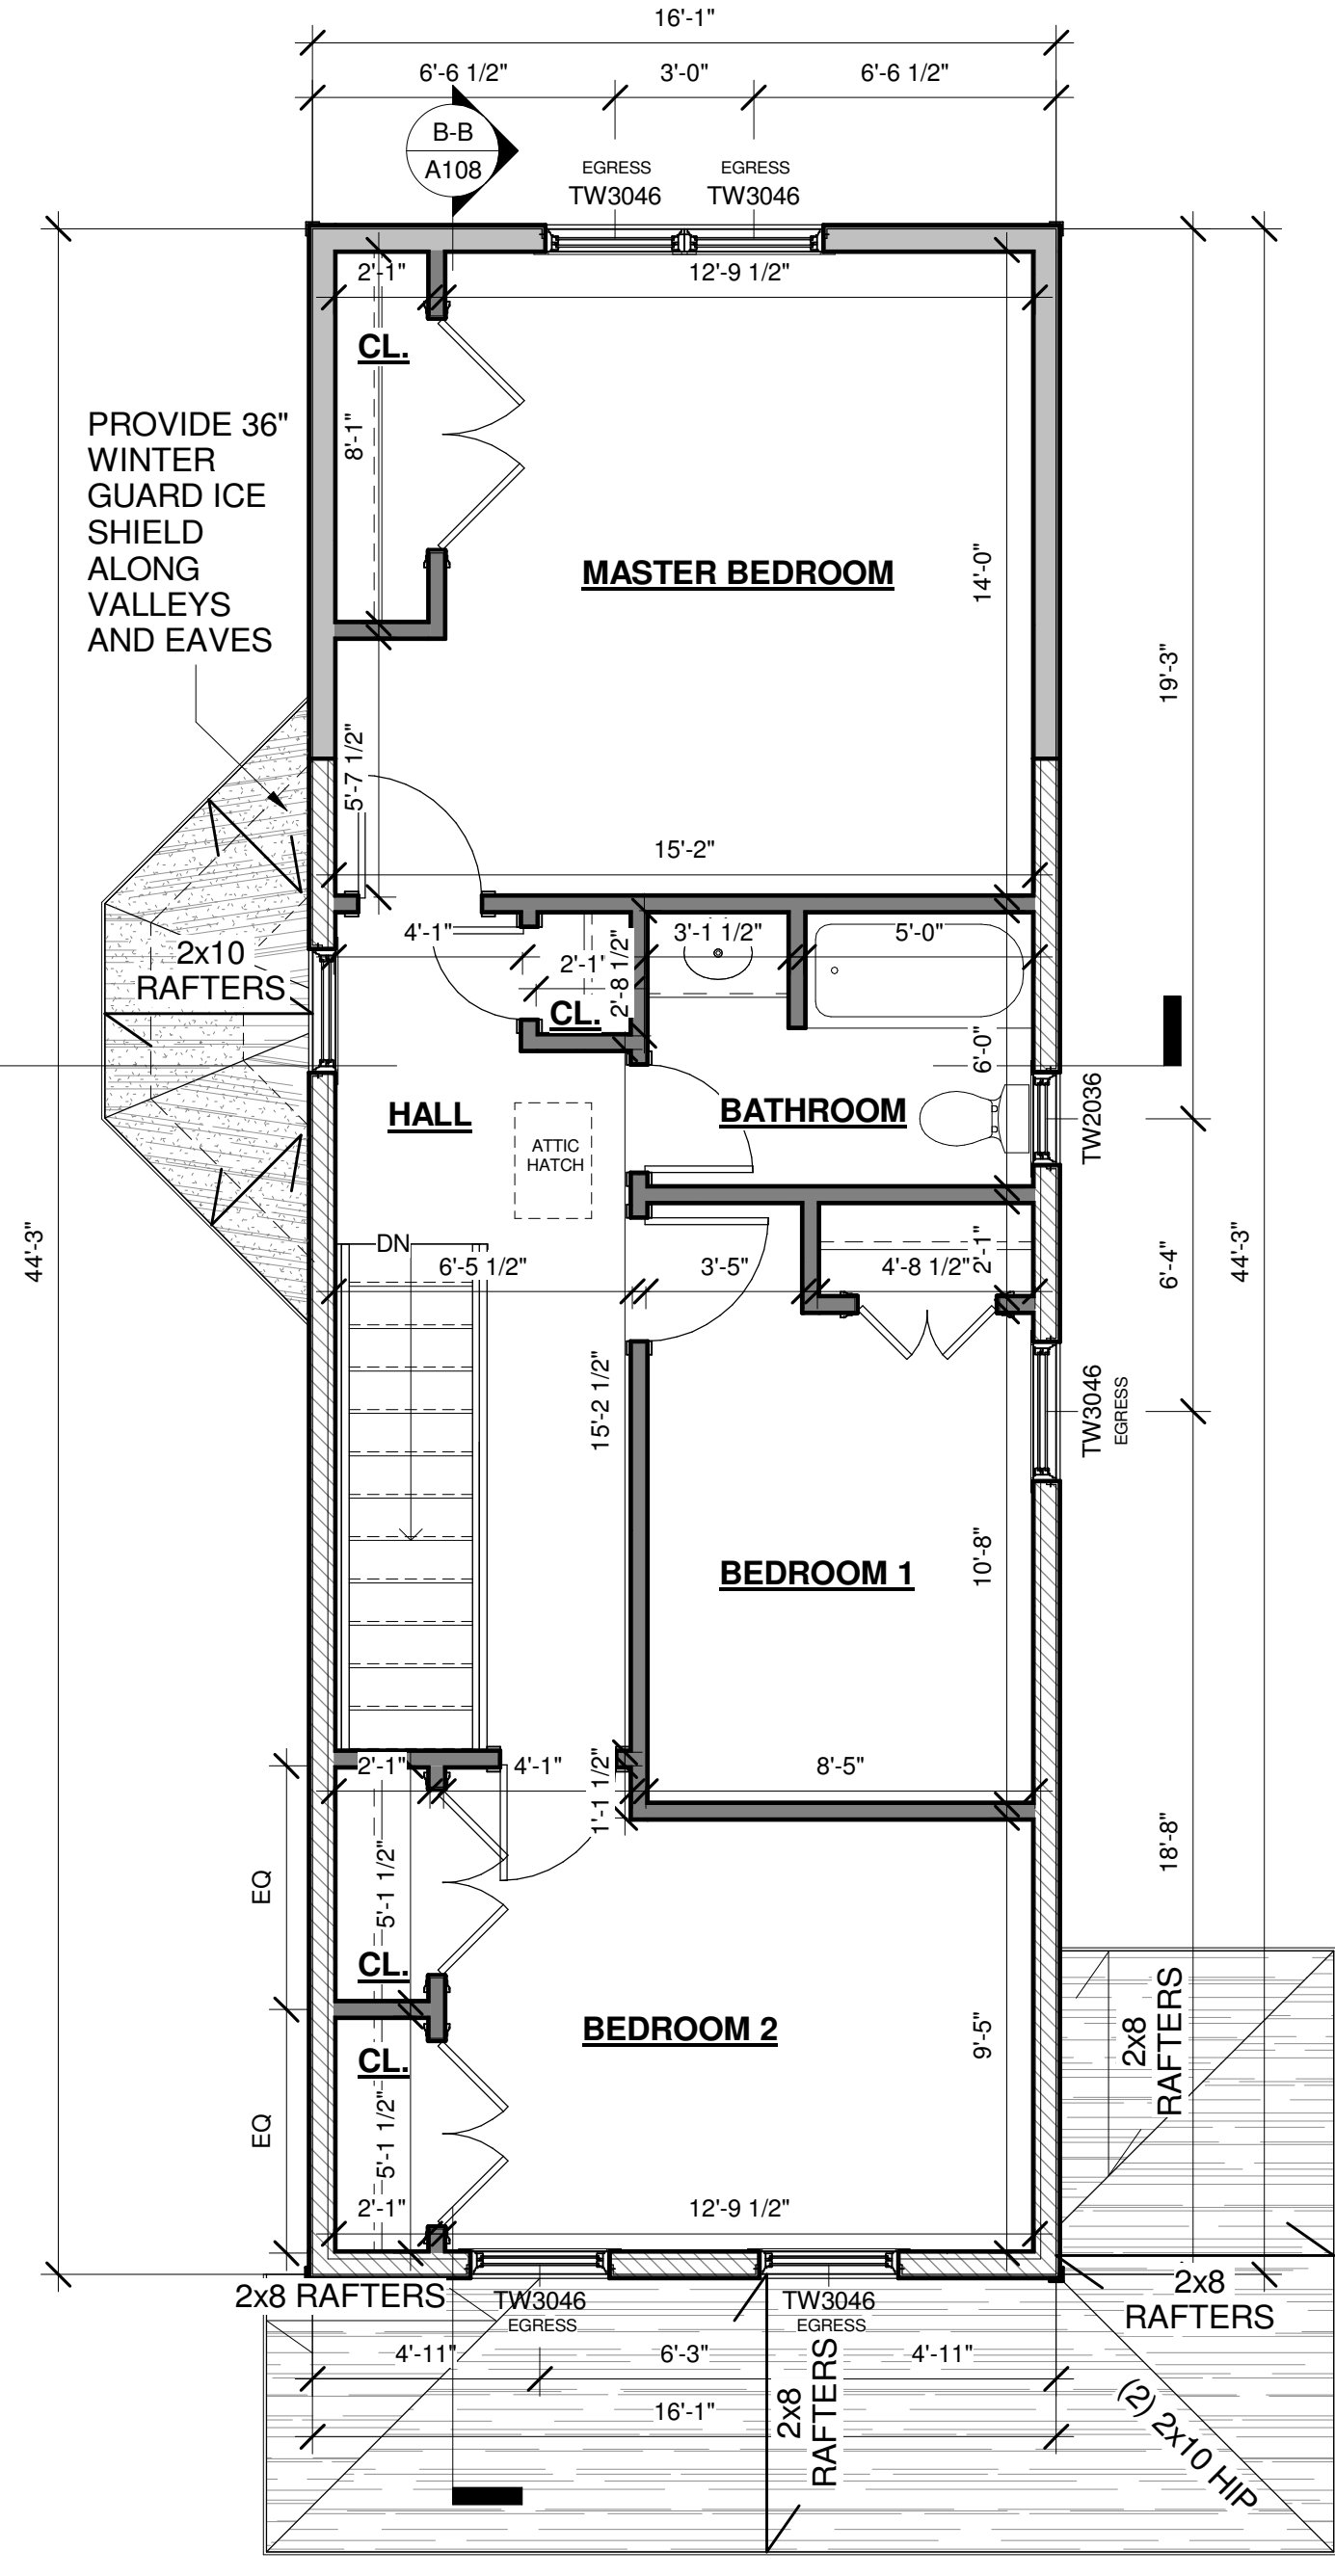 16'-1"
6'-6 1/2"
3'-0"
6'-6 1/2"
B-B
A108
EGRESS
TW3046
EGRESS
TW3046
2'-1"
12'-9 1/2"
CL.
8'-1"
PROVIDE 36"
WINTER
GUARD ICE
SHIELD
ALONG
VALLEYS
AND EAVES
MASTER BEDROOM
14'-0"
19'-3"
5'-7 1/2"
15'-2"
4'-1"
2'-1"
2'-8 1/2"
3'-1 1/2"
5'-0"
2x10
RAFTERS
CL.
6'-0"
HALL
ATTIC
HATCH
BATHROOM
TW2036
44'-3"
DN
6'-5 1/2"
3'-5"
4'-8 1/2"
2'-1"
6'-4"
44'-3"
15'-2 1/2"
TW3046
EGRESS
BEDROOM 1
10'-8"
2'-1"
4'-1"
1'-1 1/2"
8'-5"
18'-8"
EQ
5'-1 1/2"
CL.
BEDROOM 2
9'-5"
2x8
RAFTERS
CL.
EQ
5'-1 1/2"
2'-1"
12'-9 1/2"
2x8 RAFTERS
TW3046
EGRESS
TW3046
EGRESS
2x8
RAFTERS
4'-11"
6'-3"
4'-11"
16'-1"
2x8
RAFTERS
(2) 2x10 HIP